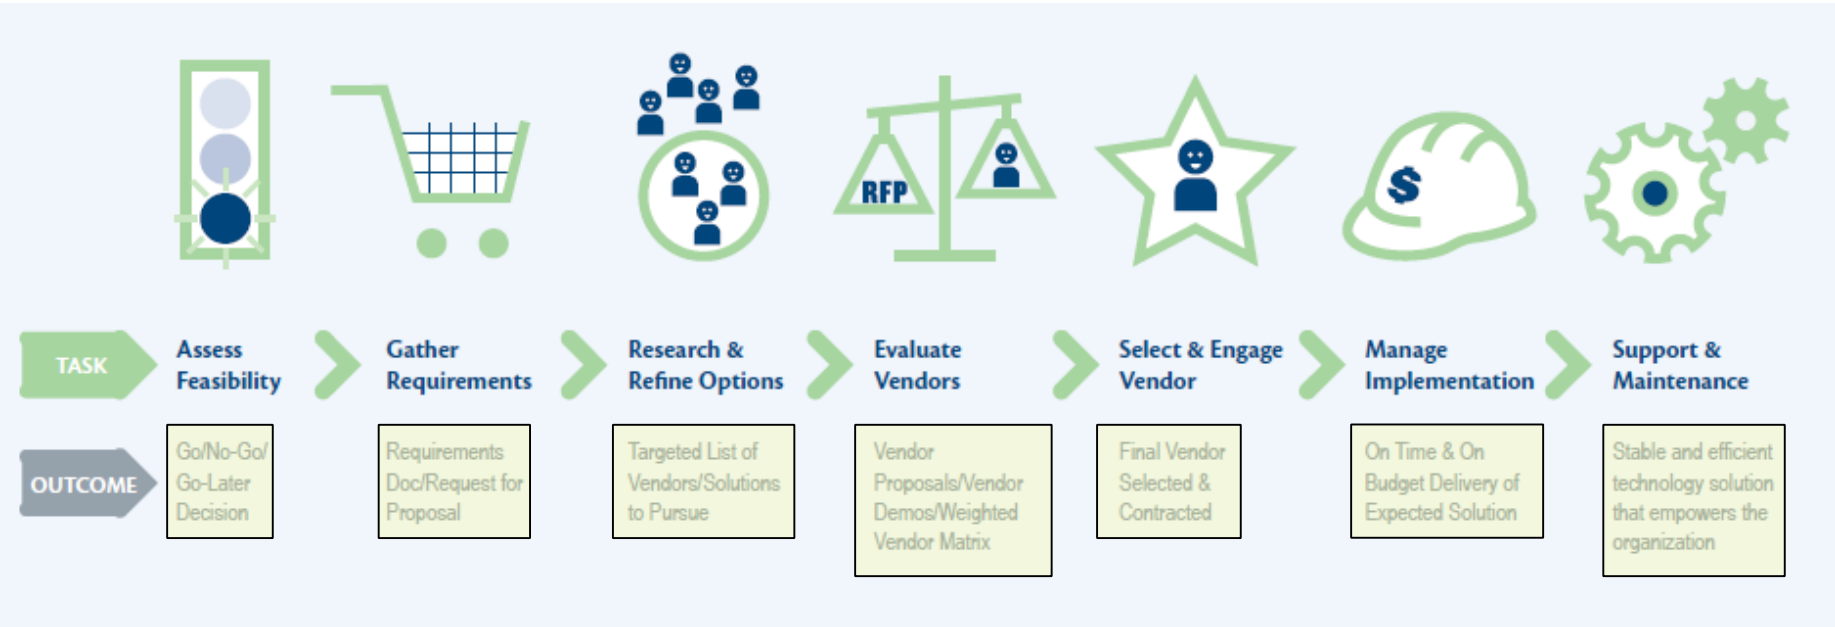 RFP
$
TASK
Assess
Feasibility
Gather
Requirements
Research &
Refine Options
Evaluate
Vendors
Select & Engage
Vendor
Manage
Implementation
Support &
Maintenance
OUTCOME
Go/No-Go/
Go-Later
Decision
Requirements
Doc/Request for
Proposal
Targeted List of
Vendors/Solutions
to Pursue
Vendor
Proposals/Vendor
Demos/Weighted
Vendor Matrix
Final Vendor
Selected &
Contracted
On Time & On
Budget Delivery of
Expected Solution
Stable and efficient
technology solution
that empowers the
organization